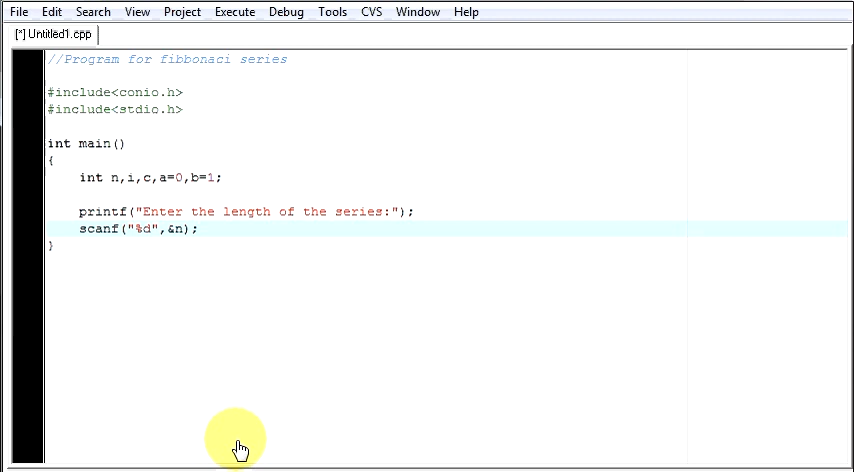 File Edit Search View Project Execute Debug Tools CVS Window Help
[*] Untitled1.cpp
//Program for fibbonaci series
#include<conio.h>
#include<stdio.h>
int main()
{
int n,i,c,a=0,b=1;
printf("Enter the length of the series:");
scanf("%d",&n);
}